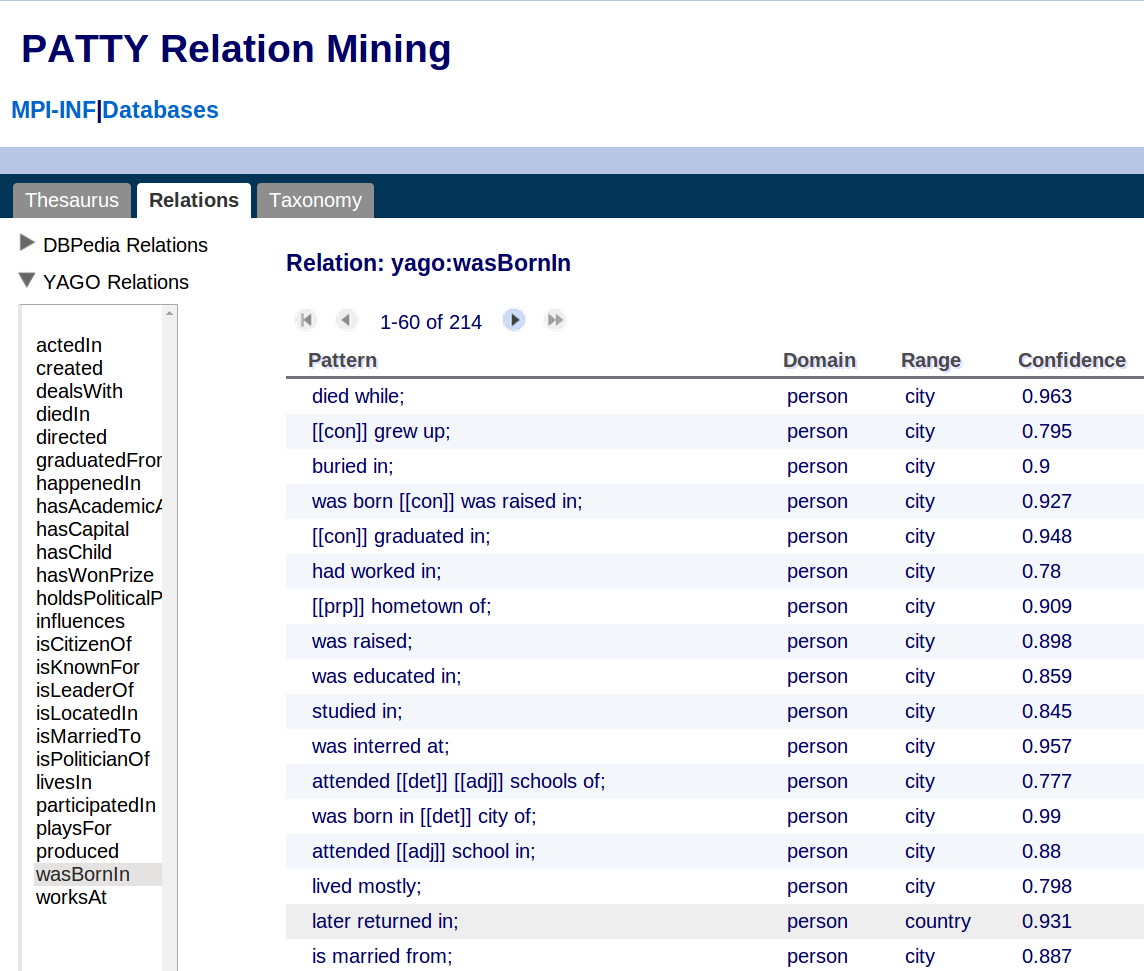 PATTY Relation Mining
MPI-INF|Databases
Thesaurus Relations Taxonomy
DBPedia Relations
YAGO Relations
actedIn
created
dealsWith
diedIn
directed
graduatedFror
happenedIn
hasAcademicA
hasCapital
hasChild
hasWonPrize
holdsPoliticalP
influences
isCitizenOf
isKnownFor
isLeaderOf
isLocatedIn
isMarriedTo
isPoliticianOf
livesIn
participatedIn
playsFor
produced
wasBornIn
worksAt
Relation: yago:wasBornIn
1-60 of 214
Pattern Domain Range Confidence
died while; person city 0.963
[[con]] grew up; person city 0.795
buried in; person city 0.9
was born [[con]] was raised in; person city 0.927
[[con]] graduated in; person city 0.948
had worked in; person city 0.78
[[prp]] hometown of; person city 0.909
was raised; person city 0.898
was educated in; person city 0.859
studied in; person city 0.845
was interred at; person city 0.957
attended [[det]] [[adj]] schools of; person city 0.777
was born in [[det]] city of; person city 0.99
attended [[adj]] school in; person city 0.88
lived mostly; person city 0.798
later returned in; person country 0.931
is married from; person city 0.887